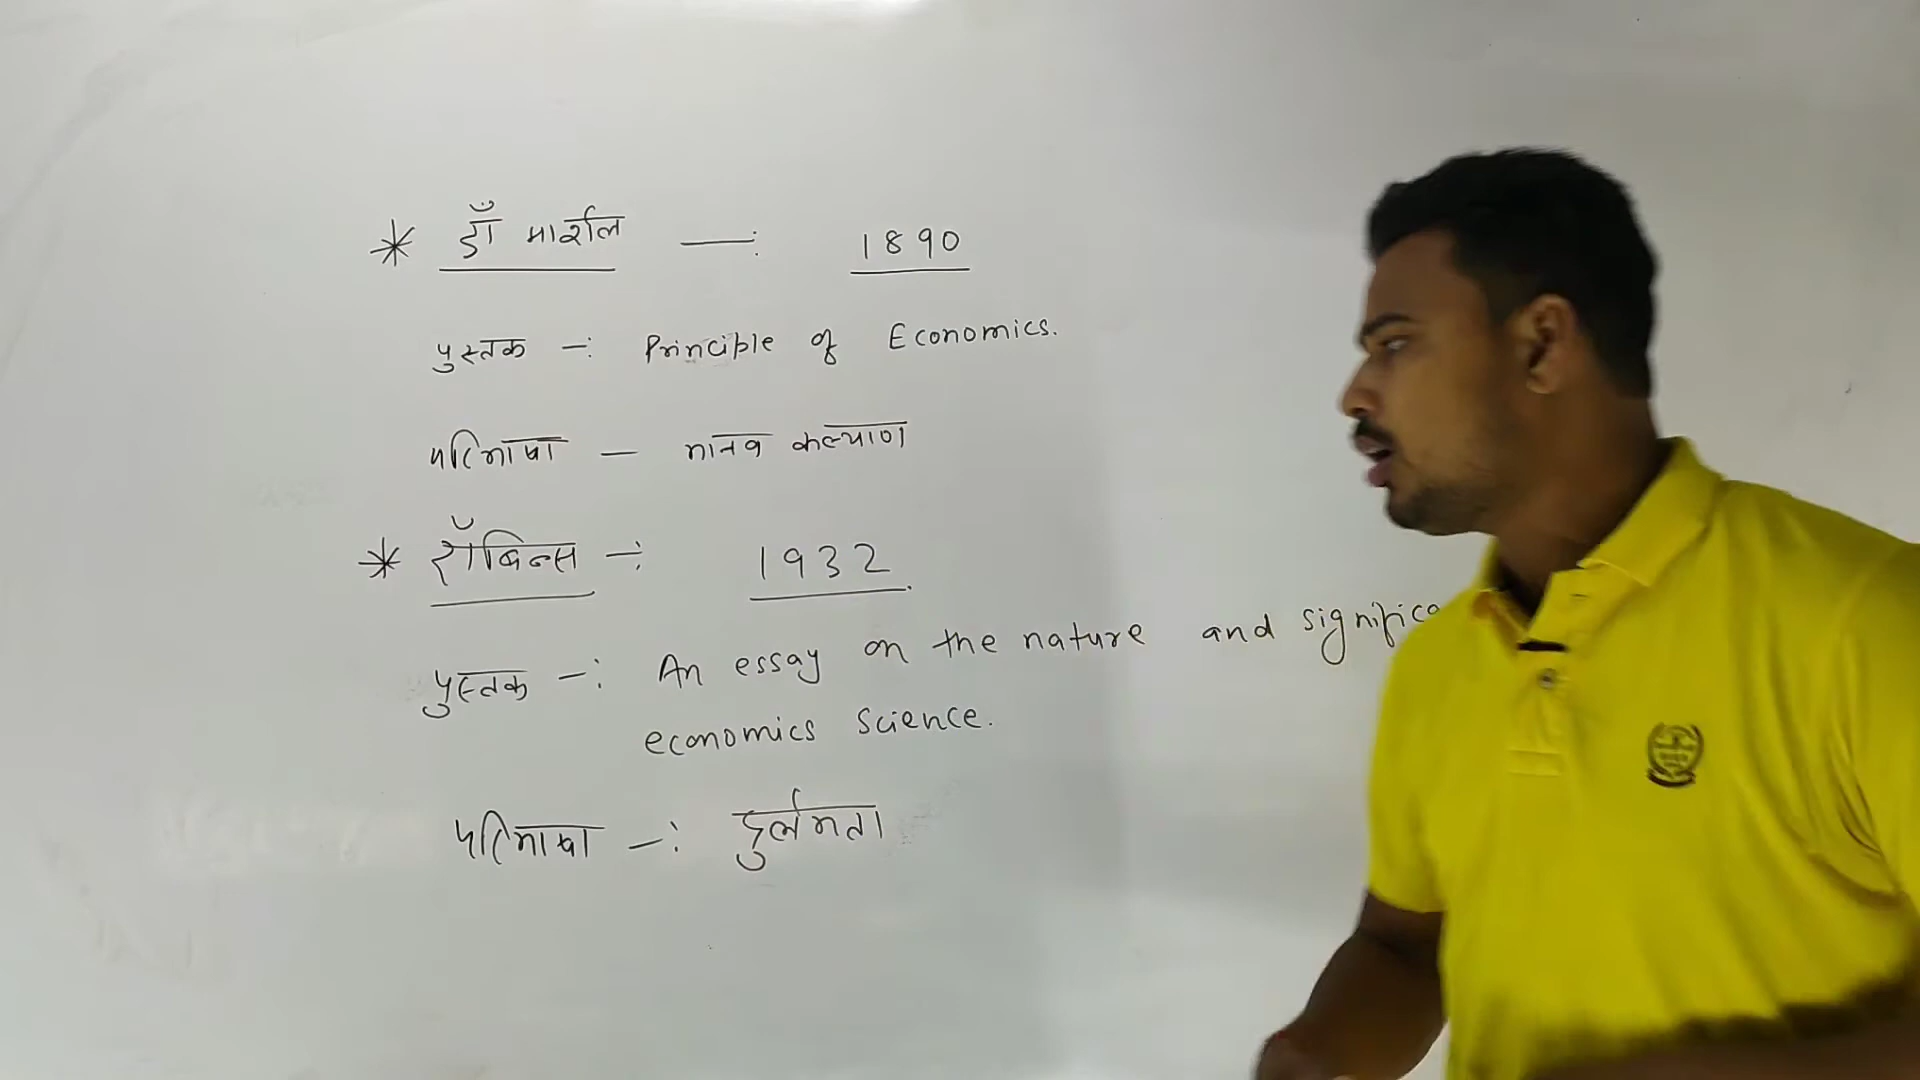 * डॉ मार्शल —: 1890
पुस्तक -: Principle of Economics.
परिभाषा - मानव कल्याण
* रॉबिन्स -: 1932
पुस्तक -: An essay on the nature and significa
economics science.
परिभाषा -: दुर्लभता